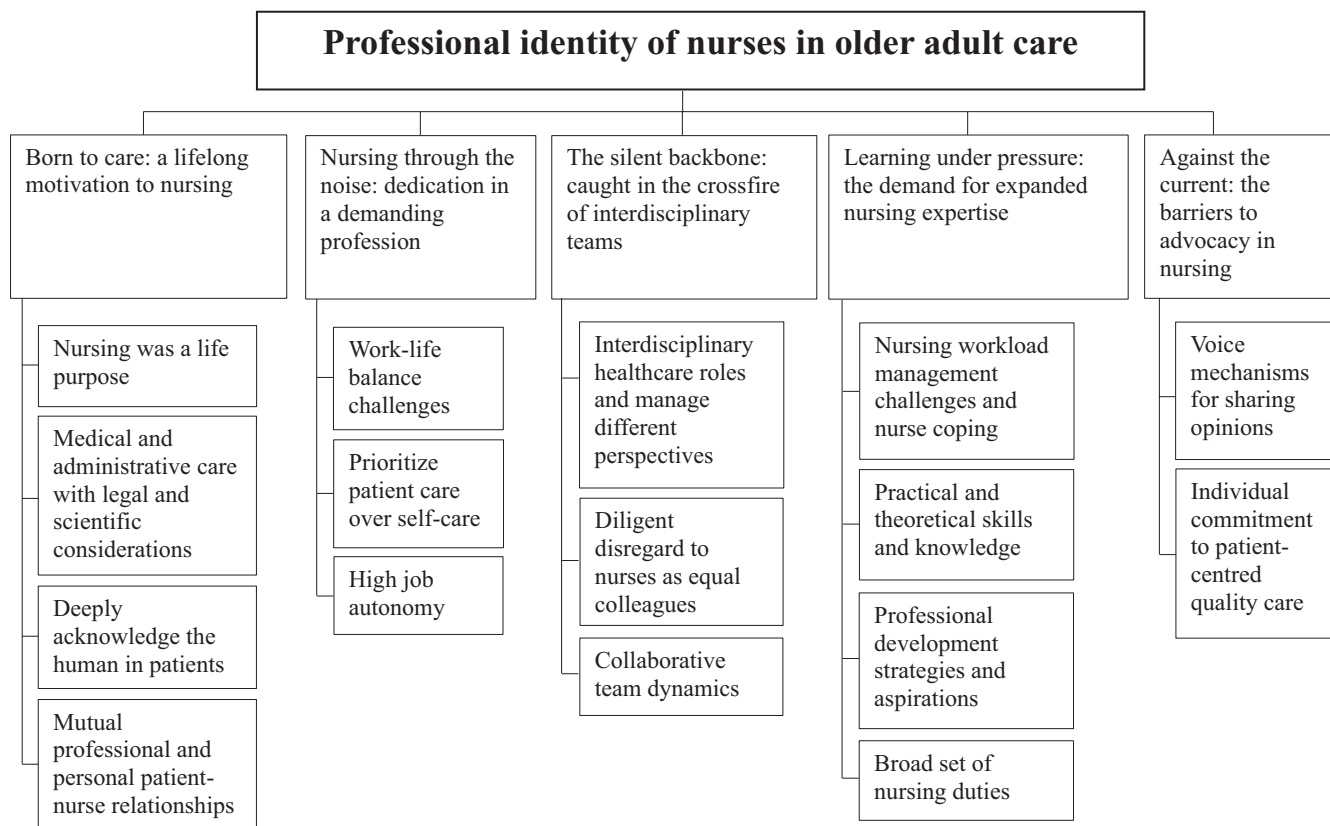 Professional identity of nurses in older adult care
Born to care: a lifelong
motivation to nursing
Nursing was a life
purpose
Medical and
administrative care
with legal and
scientific
considerations
Deeply
acknowledge the
human in patients
Mutual
professional and
personal patient-
nurse relationships
Nursing through the
noise: dedication in
a demanding
profession
Work-life
balance
challenges
Prioritize
patient care
over self-care
High job
autonomy
The silent backbone:
caught in the crossfire
of interdisciplinary
teams
Interdisciplinary
healthcare roles
and manage
different
perspectives
Diligent
disregard to
nurses as equal
colleagues
Collaborative
team dynamics
Learning under pressure:
the demand for expanded
nursing expertise
Nursing workload
management
challenges and
nurse coping
Practical and
theoretical skills
and knowledge
Professional
development
strategies and
aspirations
Broad set of
nursing duties
Against the
current: the
barriers to
advocacy in
nursing
Voice
mechanisms
for sharing
opinions
Individual
commitment
to patient-
centred
quality care